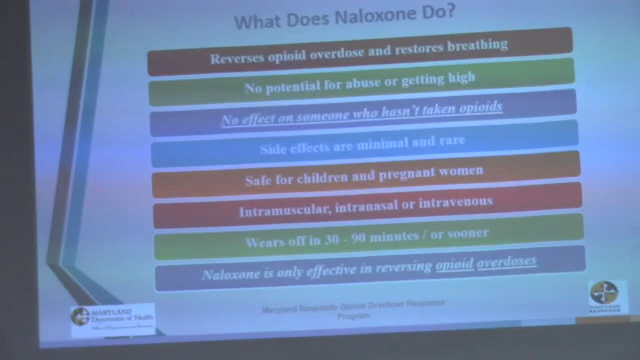 What Does Naloxone Do?
Reverses opioid overdose and restores breathing
No potential for abuse or getting high
No effect on someone who hasn't taken opioids
Side effects are minimal and rare
Safe for children and pregnant women
Intramuscular, intranasal or intravenous
Wears off in 30 - 90 minutes / or sooner
Naloxone is only effective in reversing opioid overdoses
MARYLAND
Department of Health
Maryland Responds Opioid Overdose Response
Program
MARYLAND